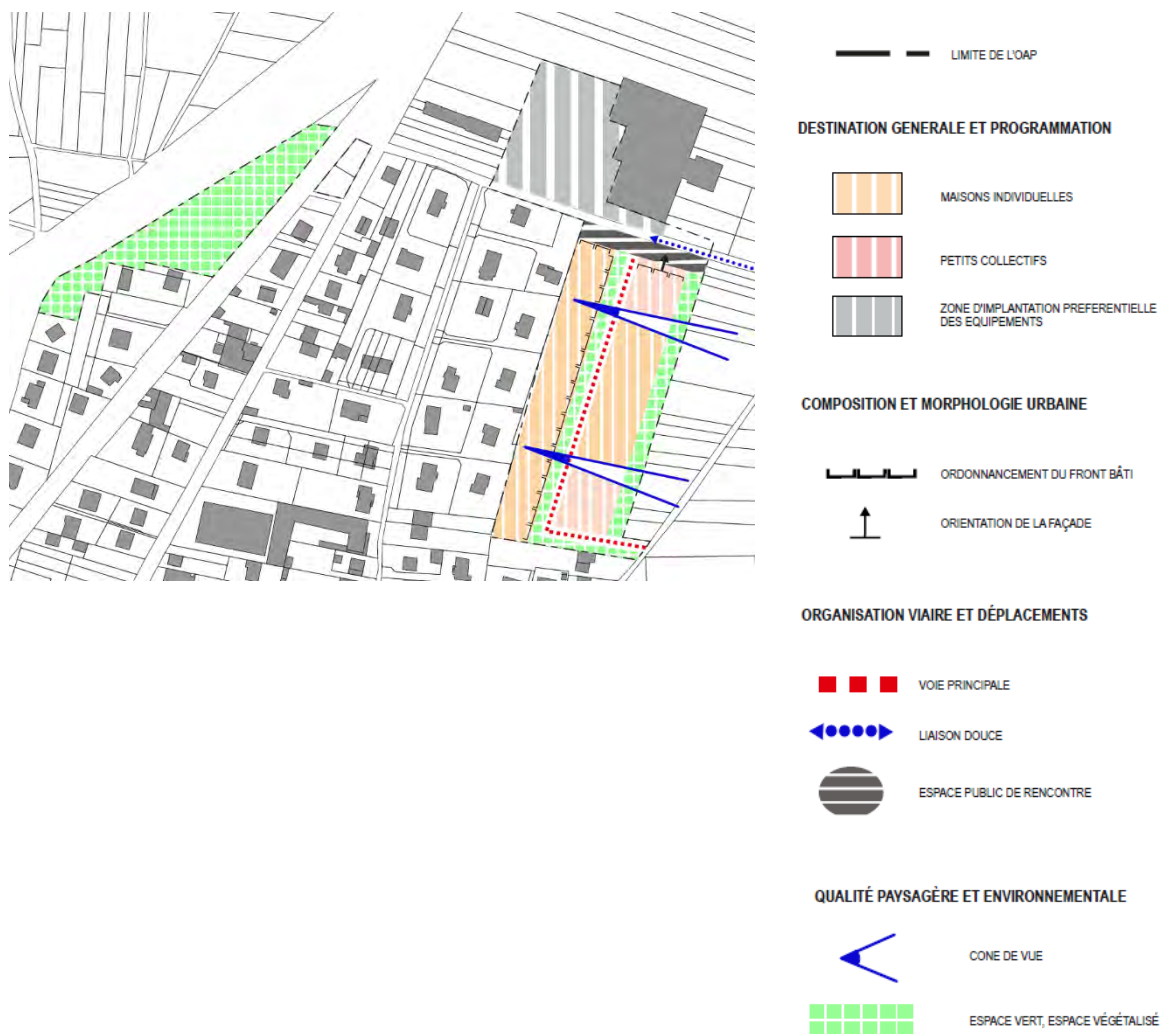 LIMITE DE L'OAP
DESTINATION GENERALE ET PROGRAMMATION
MAISONS INDIVIDUELLES
PETITS COLLECTIFS
ZONE D'IMPLANTATION PREFERENTIELLE
DES EQUIPEMENTS
COMPOSITION ET MORPHOLOGIE URBAINE
ORDONNANCEMENT DU FRONT BÂTI
ORIENTATION DE LA FAÇADE
ORGANISATION VIAIRE ET DÉPLACEMENTS
VOIE PRINCIPALE
LIAISON DOUCE
ESPACE PUBLIC DE RENCONTRE
QUALITÉ PAYSAGÈRE ET ENVIRONNEMENTALE
CONE DE VUE
ESPACE VERT, ESPACE VÉGÉTALISÉ